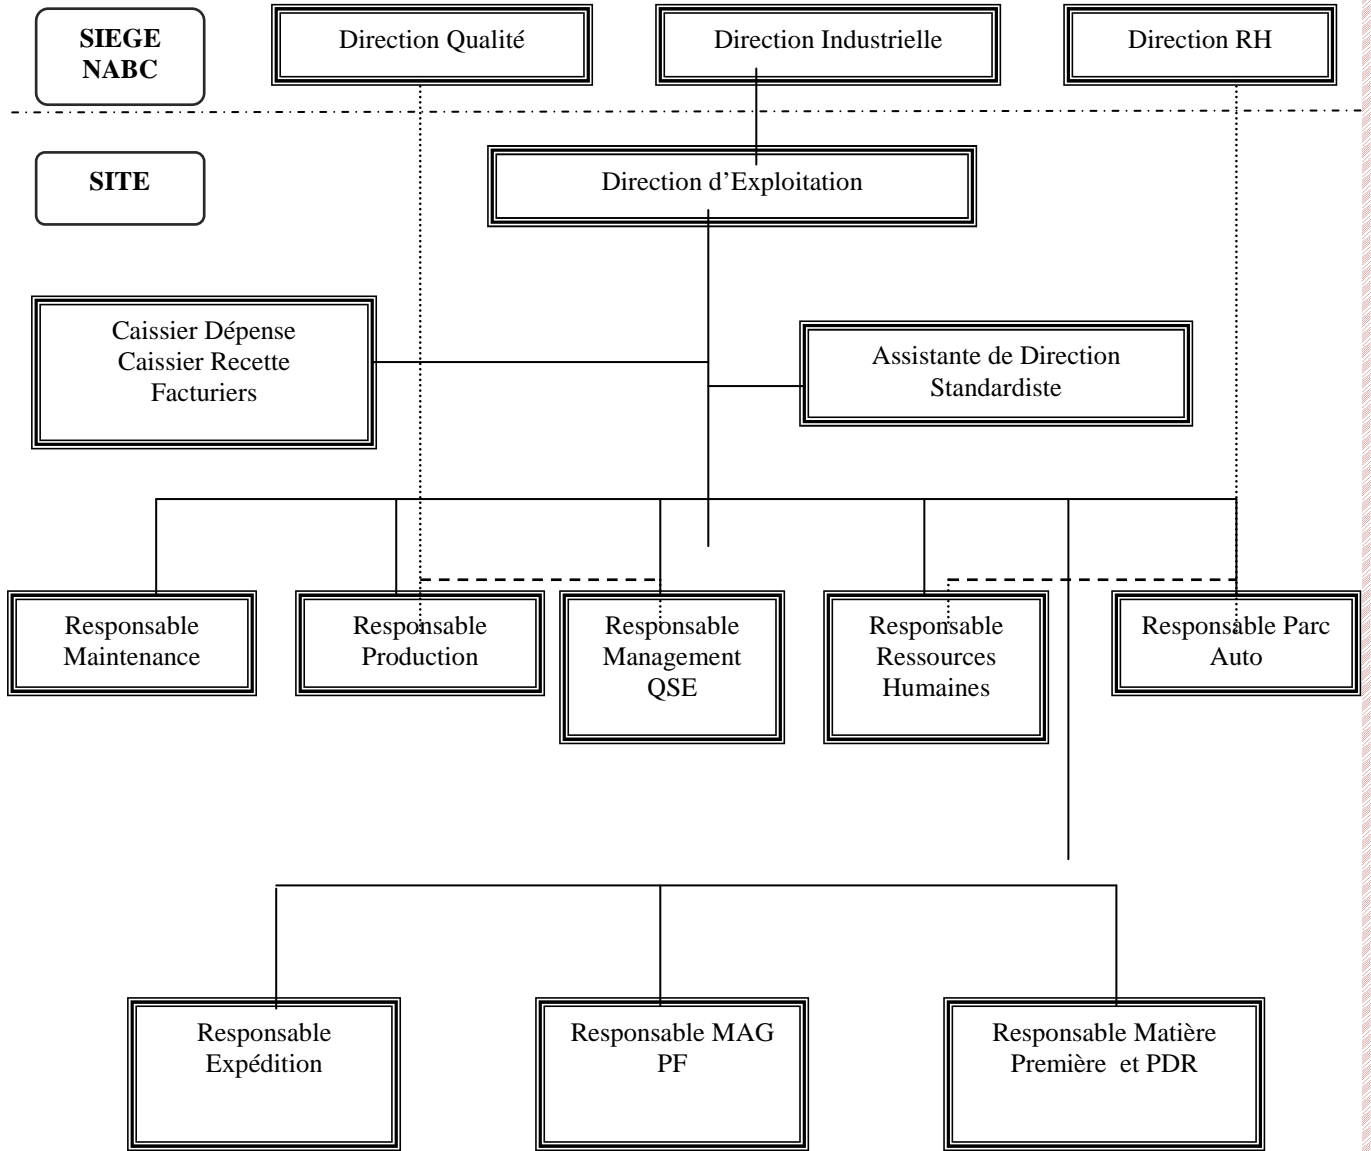 SIEGE
NABC
Direction Qualité
Direction Industrielle
Direction RH
SITE
Direction d’Exploitation
Caissier Dépense
Caissier Recette
Facturiers
Assistante de Direction
Standardiste
Responsable
Maintenance
Responsable
Production
Responsable
Management
QSE
Responsable
Ressources
Humaines
Responsable Parc
Auto
Responsable
Expédition
Responsable MAG
PF
Responsable Matière
Première  et PDR